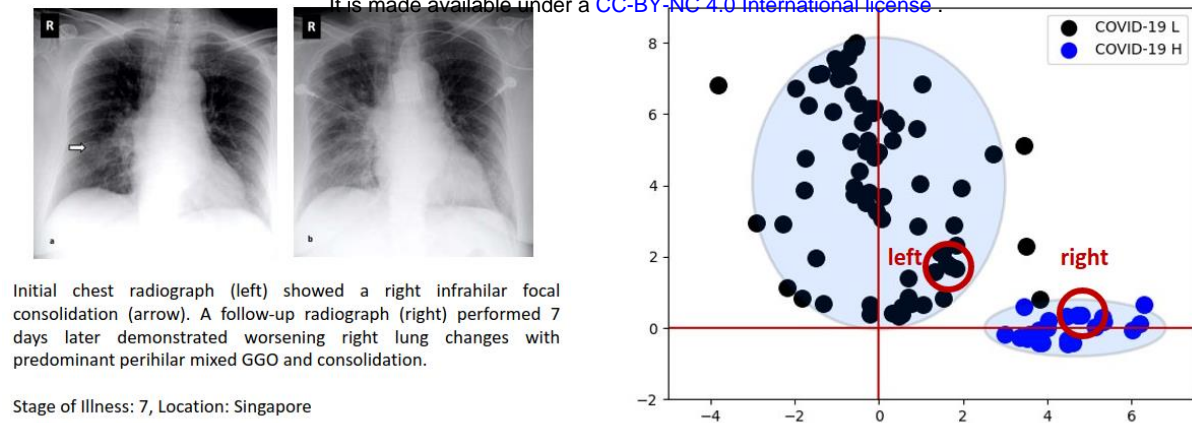 It is made available under a CC-BY-NC 4.0 International license .
R
R
a
b
Initial chest radiograph (left) showed a right infrahilar focal
consolidation (arrow). A follow-up radiograph (right) performed 7
days later demonstrated worsening right lung changes with
predominant perihilar mixed GGO and consolidation.
Stage of Illness: 7, Location: Singapore
COVID-19 L
COVID-19 H
left
right
8
6
4
2
0
−2
−4
−2
0
2
4
6